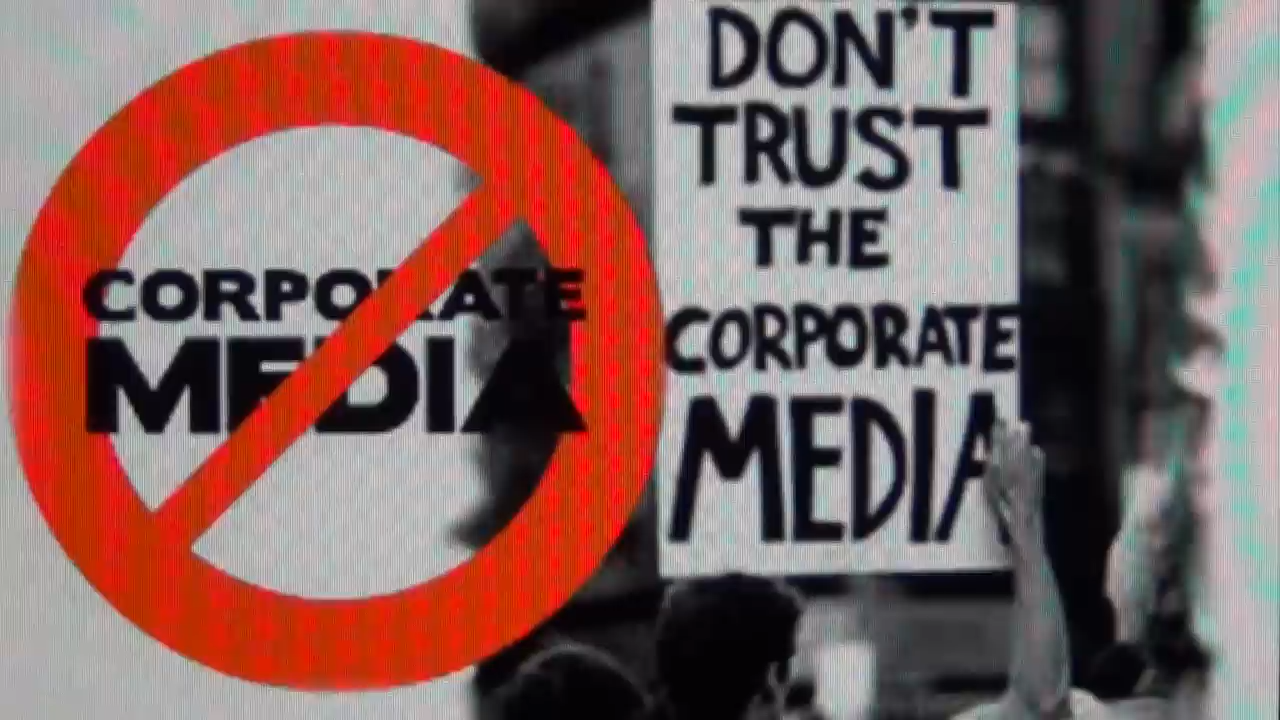 CORPORATE
MEDIA
DON'T
TRUST
THE
CORPORATE
MEDIA